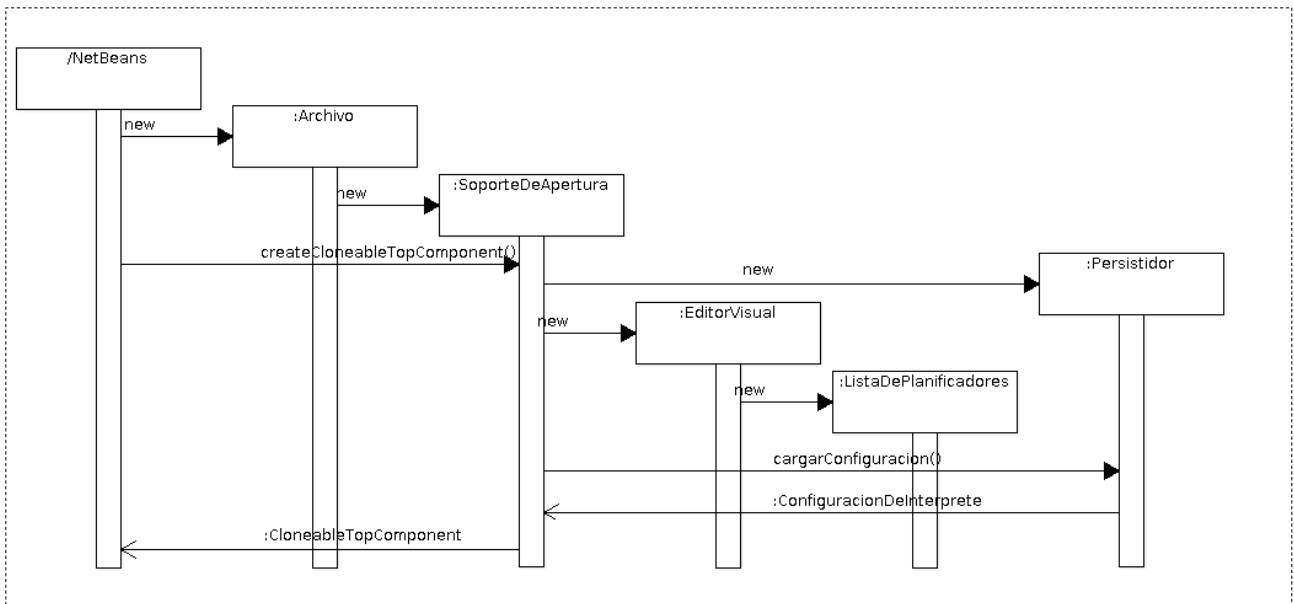 /NetBeans
:Archivo
new
:SoporteDeApertura
new
createCloneableTopComponent()
:Persistidor
new
:EditorVisual
new
:ListaDePlanificadores
new
cargarConfiguracion()
:ConfiguracionDeInterprete
:CloneableTopComponent